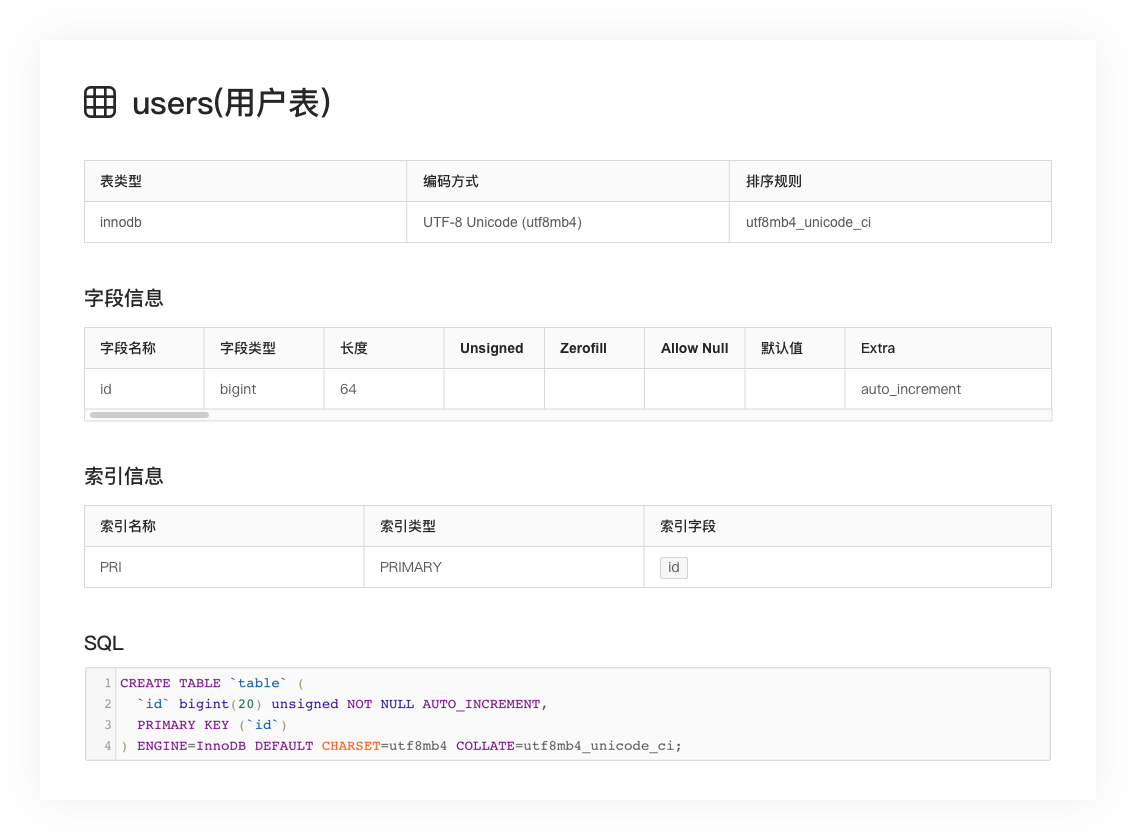 users(用户表)
表类型 编码方式 排序规则
innodb UTF-8 Unicode (utf8mb4) utf8mb4_unicode_ci
字段信息
字段名称 字段类型 长度 Unsigned Zerofill Allow Null 默认值 Extra
id bigint 64 auto_increment
索引信息
索引名称 索引类型 索引字段
PRI PRIMARY id
SQL
1 CREATE TABLE `table` (
2 `id` bigint(20) unsigned NOT NULL AUTO_INCREMENT,
3 PRIMARY KEY (`id`)
4 ) ENGINE=InnoDB DEFAULT CHARSET=utf8mb4 COLLATE=utf8mb4_unicode_ci;